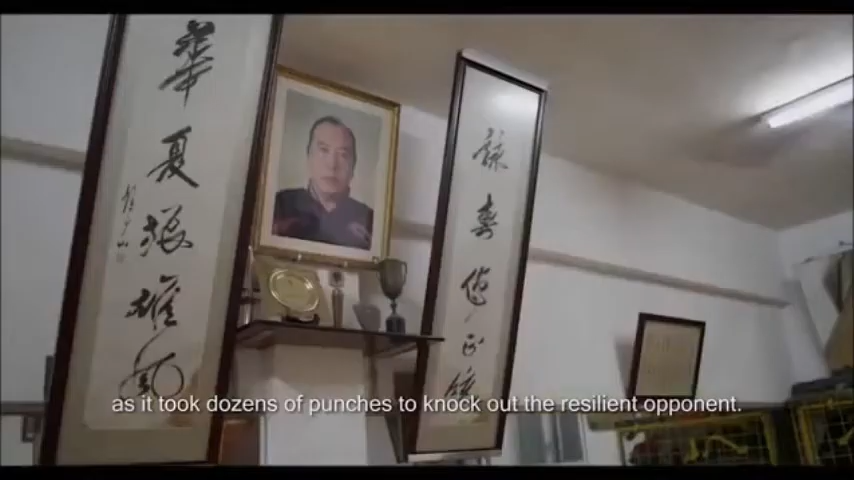 詠春傳正統
華夏振雄風
as it took dozens of punches to knock out the resilient opponent.